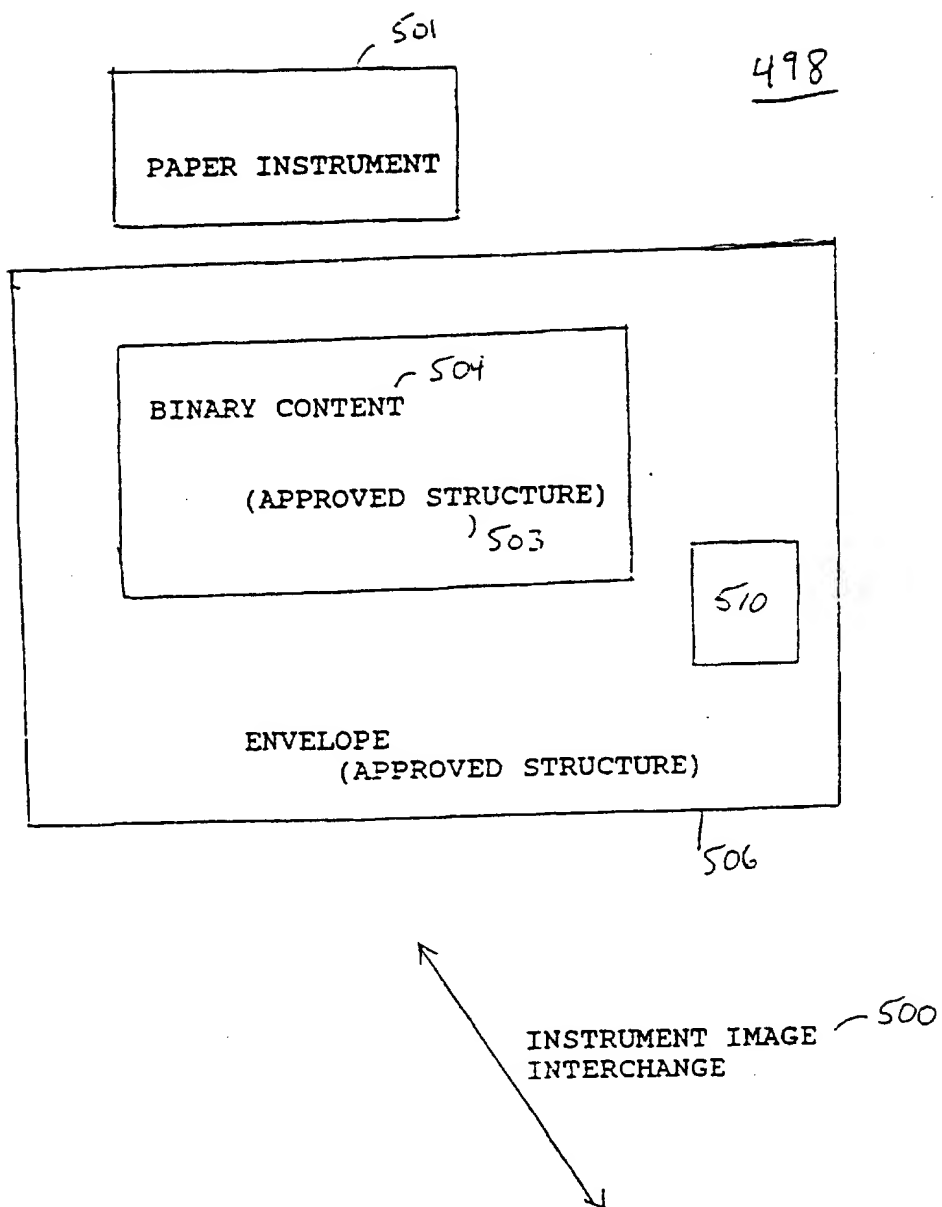 501
498
PAPER INSTRUMENT
504
BINARY CONTENT
(APPROVED STRUCTURE)
503
510
ENVELOPE
(APPROVED STRUCTURE)
506
500
INSTRUMENT IMAGE
INTERCHANGE